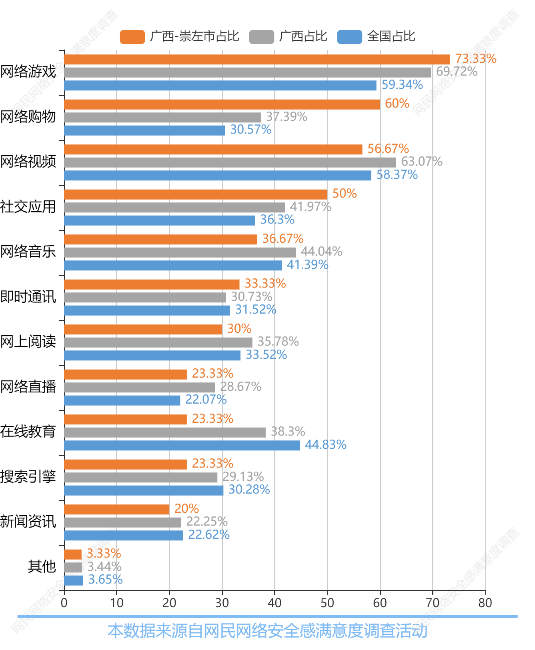 广西-崇左市占比 广西占比 全国占比
网络游戏 73.33% 69.72% 59.34%
网络购物 60% 37.39% 30.57%
网络视频 56.67% 63.07% 58.37%
社交应用 50% 41.97% 36.3%
网络音乐 36.67% 44.04% 41.39%
即时通讯 33.33% 30.73% 31.52%
网上阅读 30% 35.78% 33.52%
网络直播 23.33% 28.67% 22.07%
在线教育 23.33% 38.3% 44.83%
搜索引擎 23.33% 29.13% 30.28%
新闻资讯 20% 22.25% 22.62%
其他 3.33% 3.44% 3.65%
0 10 20 30 40 50 60 70 80
本数据来源自网民网络安全感满意度调查活动